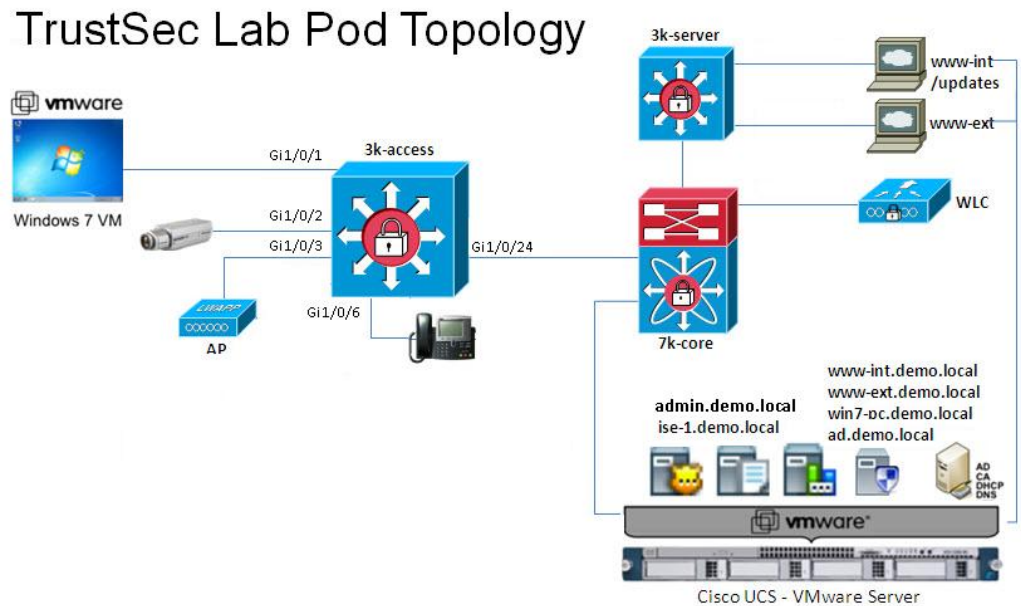 TrustSec Lab Pod Topology
vmware
Windows 7 VM
Gi1/0/1
3k-access
Gi1/0/2
Gi1/0/3
Gi1/0/6
Gi1/0/24
LWAPP
AP
3k-server
www-int
/updates
www-ext
WLC
7k-core
www-int.demo.local
www-ext.demo.local
win7-pc.demo.local
ad.demo.local
admin.demo.local
ise-1.demo.local
AD
CA
DHCP
DNS
vmware
Cisco UCS - VMware Server